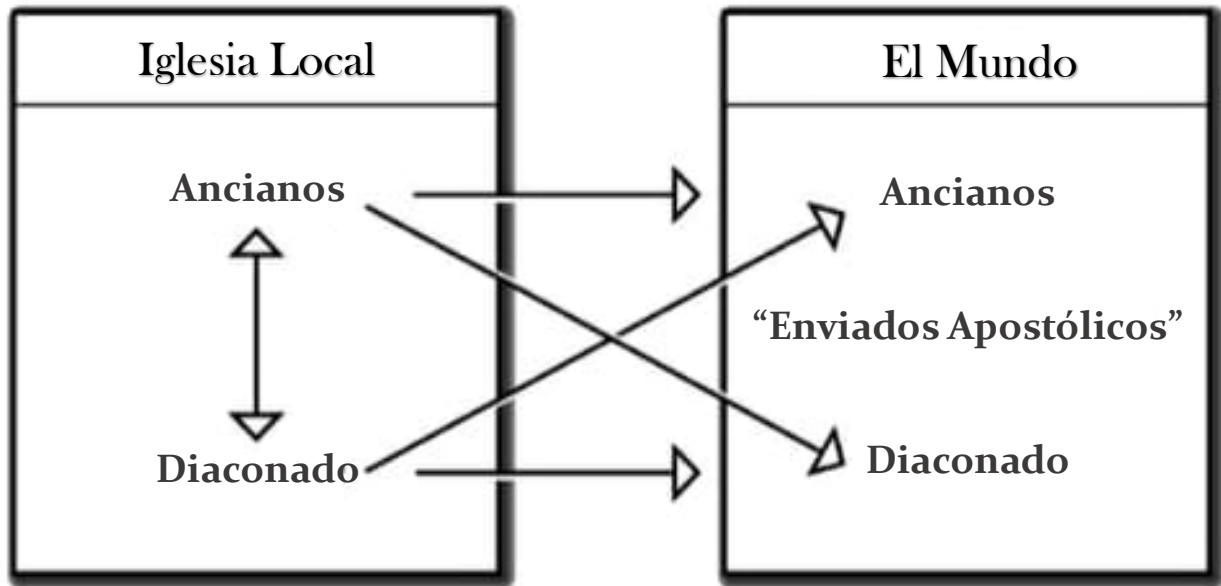 Iglesia Local
Ancianos
Diaconado
El Mundo
Ancianos
“Enviados Apostólicos”
Diaconado